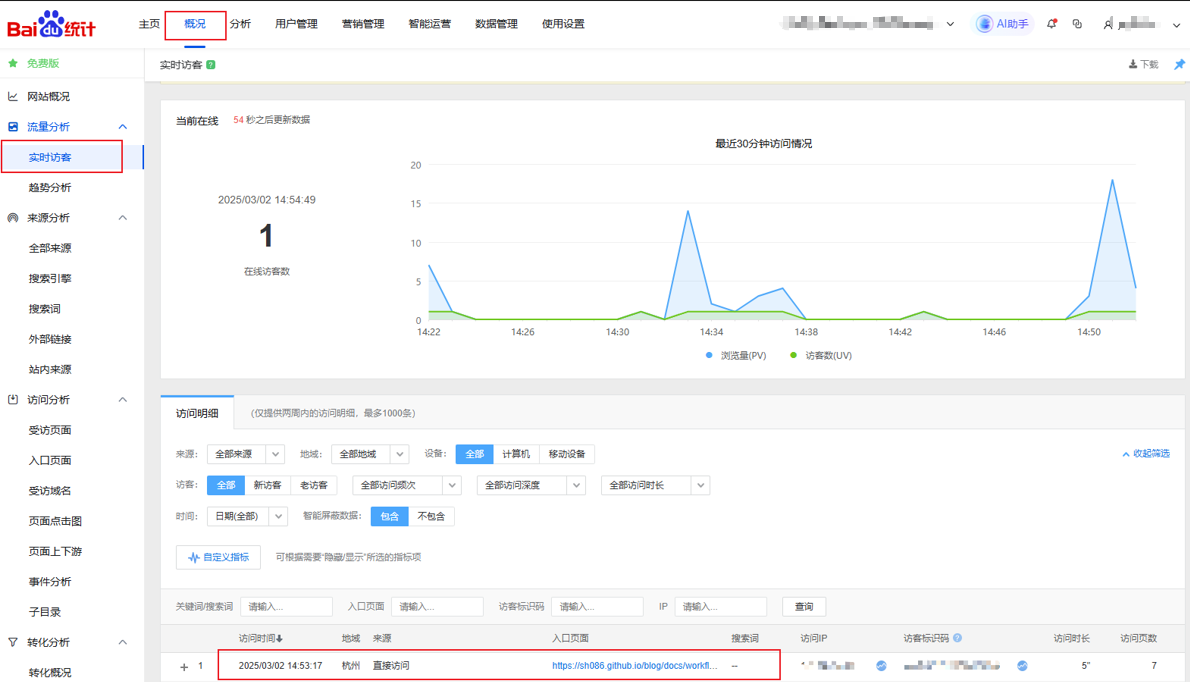 Bai du 统计
主页 概况 分析 用户管理 营销管理 智能运营 数据管理 使用设置 AI助手
免费版
实时访客 ? 下载
网站概况
流量分析
实时访客
趋势分析
来源分析
全部来源
搜索引擎
搜索词
外部链接
站内来源
访问分析
受访页面
入口页面
受访域名
页面点击图
页面上下游
事件分析
子目录
转化分析
转化概况
当前在线 54 秒之后更新数据
最近30分钟访问情况
2025/03/02 14:54:49
1
在线访客数
20
15
10
5
0
14:22 14:26 14:30 14:34 14:38 14:42 14:46 14:50
浏览量(PV) 访客数(UV)
访问明细 (仅提供两周内的访问明细，最多1000条)
来源: 全部来源 地域: 全部地域 设备: 全部 计算机 移动设备 收起筛选
访客: 全部 新访客 老访客 全部访问频次 全部访问深度 全部访问时长
时间: 日期(全部) 智能屏蔽数据: 包含 不包含
自定义指标 可根据需要“隐藏/显示”所选的指标项
关键词/搜索词 请输入... 入口页面 请输入... 访客标识码 请输入... IP 请输入... 查询
访问时间 地域 来源 入口页面 搜索词 访问IP 访客标识码 ? 访问时长 访问页数
+ 1 2025/03/02 14:53:17 杭州 直接访问 https://sh086.github.io/blog/docs/workfl... -- 5" 7